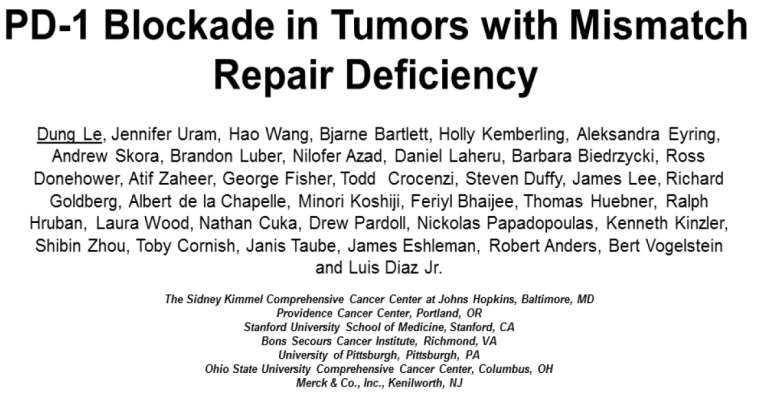 PD-1 Blockade in Tumors with Mismatch
Repair Deficiency
Dung Le, Jennifer Uram, Hao Wang, Bjarne Bartlett, Holly Kemberling, Aleksandra Eyring,
Andrew Skora, Brandon Luber, Nilofer Azad, Daniel Laheru, Barbara Biedrzycki, Ross
Donehower, Atif Zaheer, George Fisher, Todd Crocenzi, Steven Duffy, James Lee, Richard
Goldberg, Albert de la Chapelle, Minori Koshiji, Feriyl Bhaijee, Thomas Huebner, Ralph
Hruban, Laura Wood, Nathan Cuka, Drew Pardoll, Nickolas Papadopoulas, Kenneth Kinzler,
Shibin Zhou, Toby Cornish, Janis Taube, James Eshleman, Robert Anders, Bert Vogelstein
and Luis Diaz Jr.
The Sidney Kimmel Comprehensive Cancer Center at Johns Hopkins, Baltimore, MD
Providence Cancer Center, Portland, OR
Stanford University School of Medicine, Stanford, CA
Bons Secours Cancer Institute, Richmond, VA
University of Pittsburgh, Pittsburgh, PA
Ohio State University Comprehensive Cancer Center, Columbus, OH
Merck & Co., Inc., Kenilworth, NJ